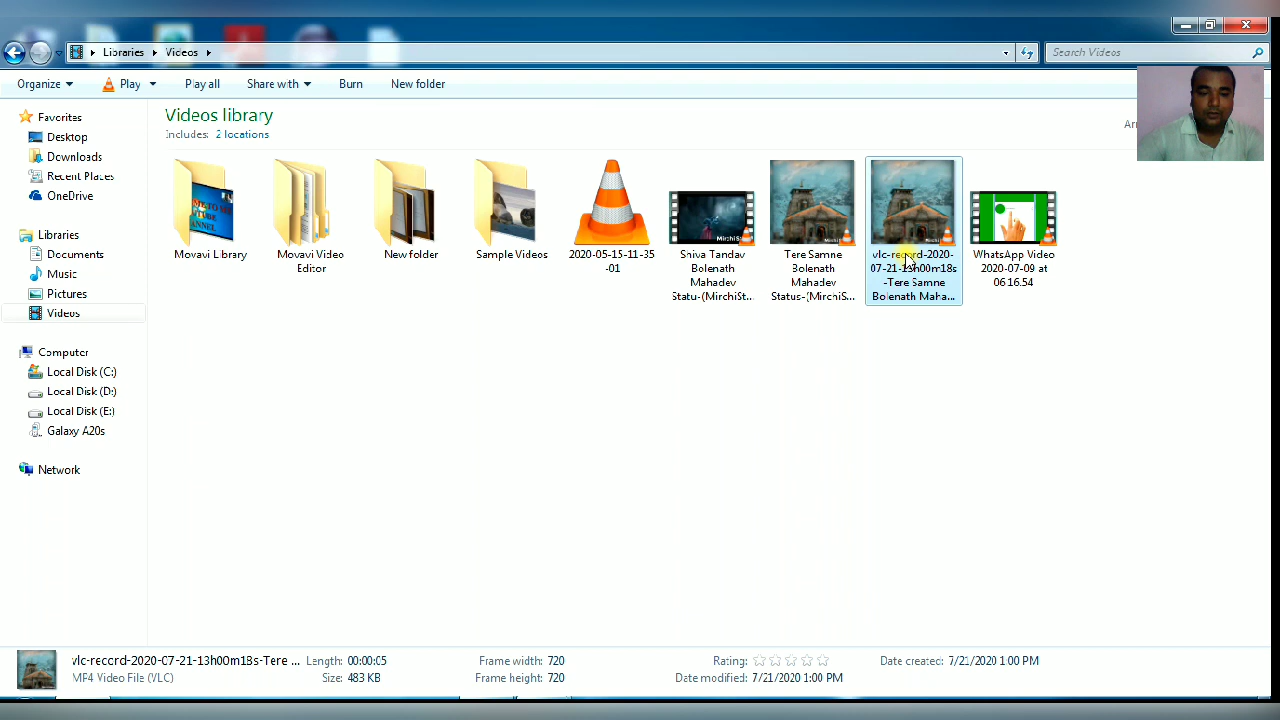 Libraries Videos
Search Videos
Organize Play Play all Share with Burn New folder
Favorites
Desktop
Downloads
Recent Places
OneDrive
Libraries
Documents
Music
Pictures
Videos
Computer
Local Disk (C:)
Local Disk (D:)
Local Disk (E:)
Galaxy A20s
Network
Videos library
Includes: 2 locations
Movavi Library
Movavi Video
Editor
New folder
Sample Videos
2020-05-15-11-35
-01
Shiva Tandav
Bolenath
Mahadev
Statu-(MirchiSt...
Tere Samne
Bolenath
Mahadev
Status-(MirchiS...
vlc-record-2020-
07-21-13h00m18s
-Tere Samne
Bolenath Maha...
WhatsApp Video
2020-07-09 at
06.16.54
vlc-record-2020-07-21-13h00m18s-Tere ...
MP4 Video File (VLC)
Length: 00:00:05
Size: 483 KB
Frame width: 720
Frame height: 720
Rating:
Date modified: 7/21/2020 1:00 PM
Date created: 7/21/2020 1:00 PM